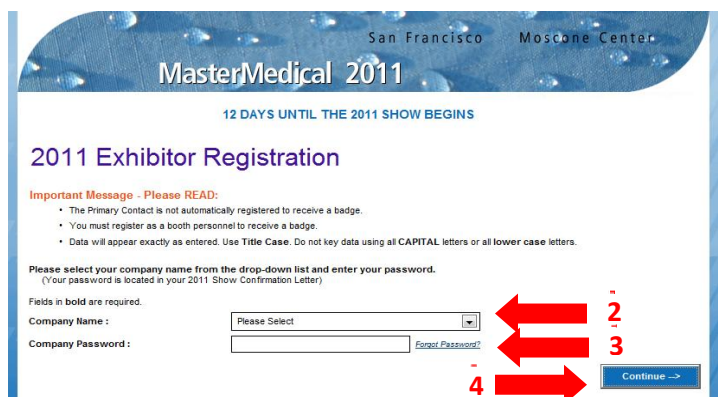 San Francisco Moscone Center
MasterMedical 2011
12 DAYS UNTIL THE 2011 SHOW BEGINS
2011 Exhibitor Registration
Important Message - Please READ:
• The Primary Contact is not automatically registered to receive a badge.
• You must register as a booth personnel to receive a badge.
• Data will appear exactly as entered. Use Title Case. Do not key data using all CAPITAL letters or all lower case letters.
Please select your company name from the drop-down list and enter your password.
(Your password is located in your 2011 Show Confirmation Letter)
Fields in bold are required.
Company Name : Please Select 2
Company Password : Forgot Password? 3
4 Continue -->